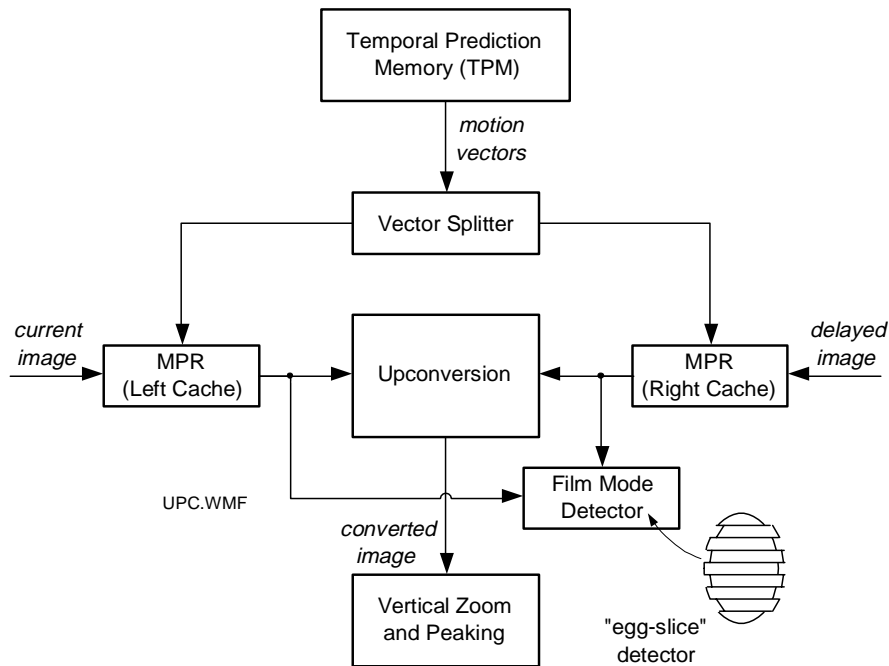 Temporal Prediction
Memory (TPM)
motion
vectors
Vector Splitter
current
image
MPR
(Left Cache)
Upconversion
MPR
(Right Cache)
delayed
image
Film Mode
Detector
UPC.WMF
converted
image
Vertical Zoom
and Peaking
"egg-slice"
detector